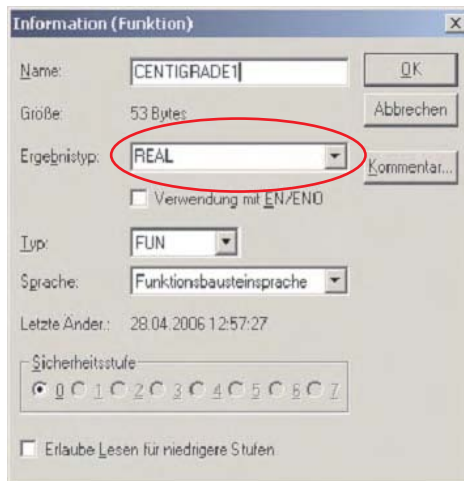 Information (Funktion)
Name: CENTIGRADE1 OK
Größe: 53 Bytes Abbrechen
Ergebnistyp: REAL Kommentar...
Verwendung mit EN/ENO
Typ: FUN
Sprache: Funktionsbausteinsprache
Letzte Änder.: 28.04.2006 12:57:27
Sicherheitsstufe
0 1 2 3 4 5 6 7
Erlaube Lesen für niedrigere Stufen